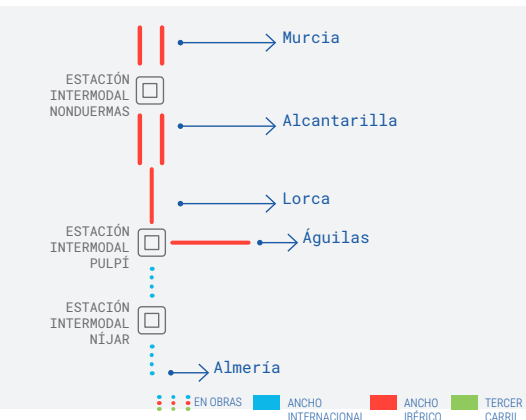 Murcia
ESTACIÓN
INTERMODAL
NONDUERMAS
Alcantarilla
Lorca
ESTACIÓN
INTERMODAL
PULPÍ
Águilas
ESTACIÓN
INTERMODAL
NÍJAR
Almería
EN OBRAS
ANCHO
INTERNACIONAL
ANCHO
IBÉRICO
TERCER
CARRIL